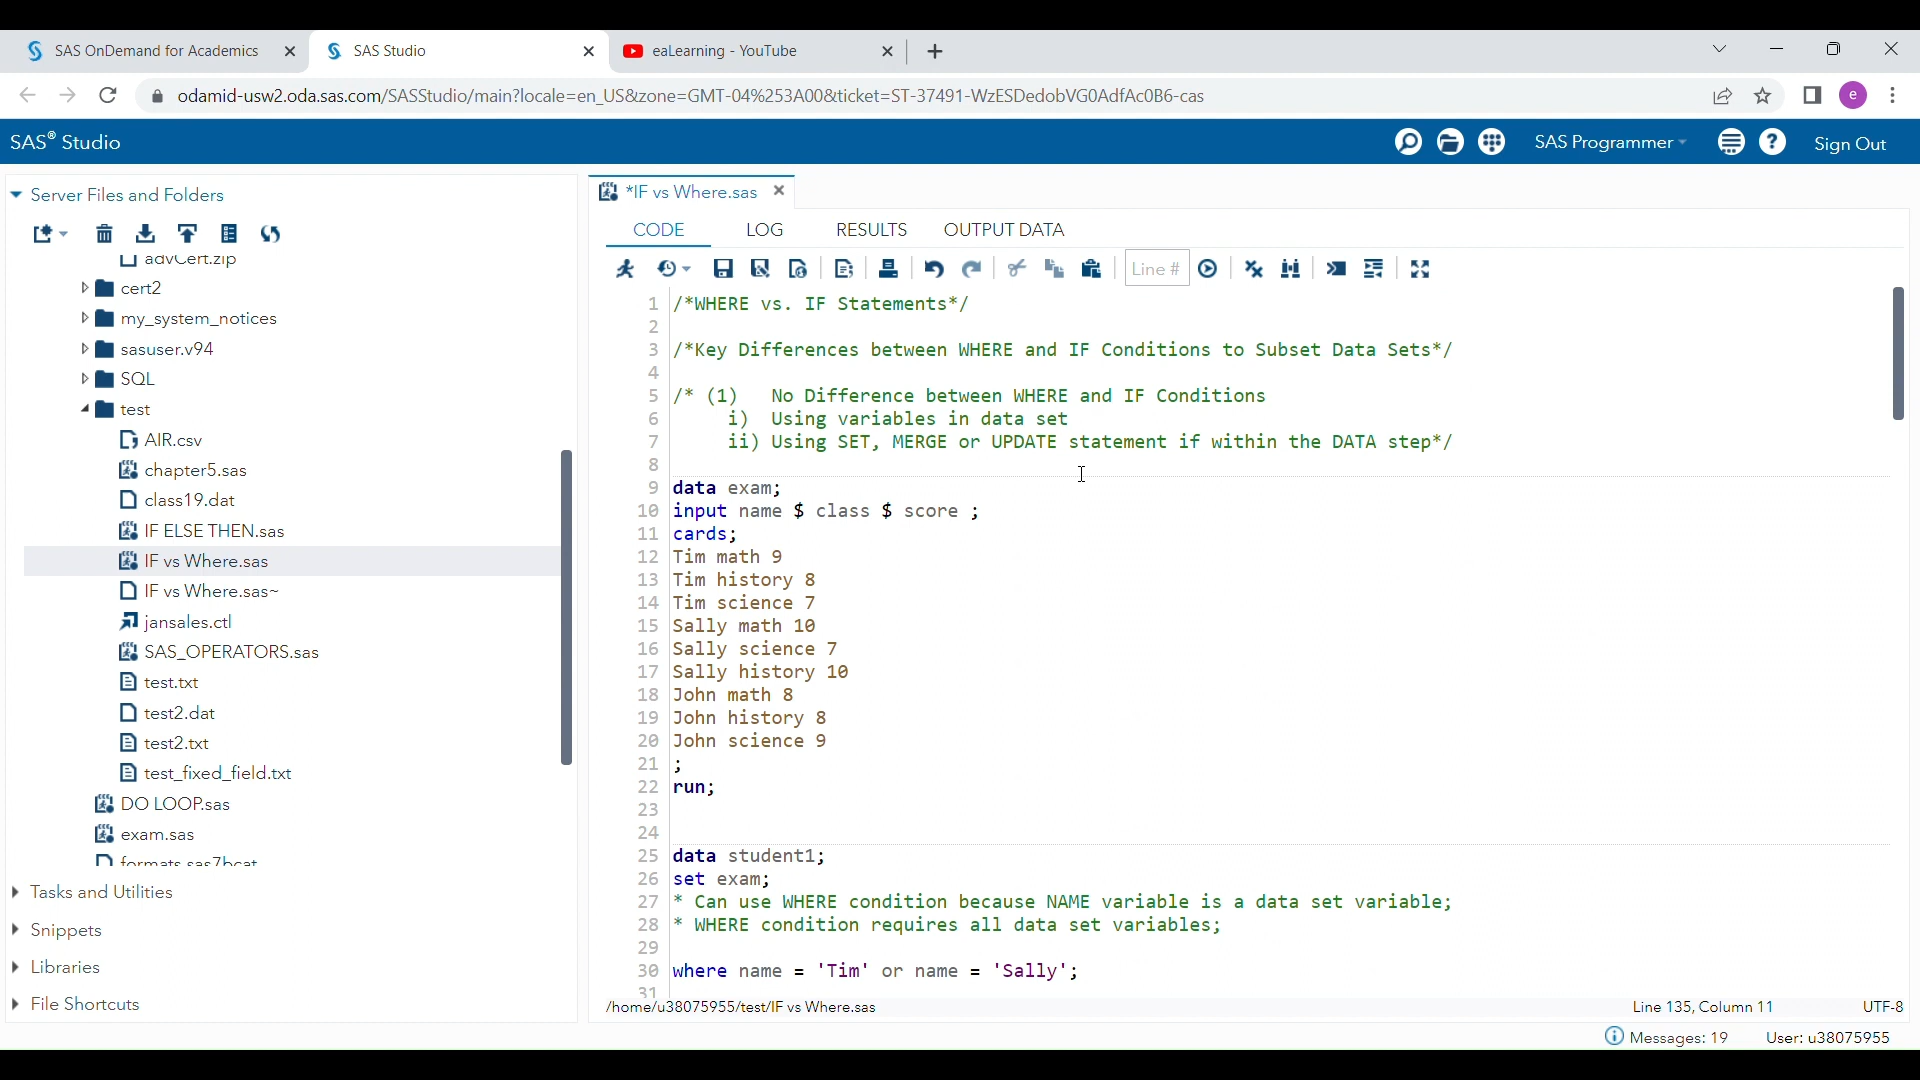 SAS OnDemand for Academics
SAS Studio
eaLearning - YouTube
odamid-usw2.oda.sas.com/SASStudio/main?locale=en_US&zone=GMT-04%253A00&ticket=ST-37491-WzESDedobVG0AdfAc0B6-cas
e
SAS® Studio
SAS Programmer
Sign Out
Server Files and Folders
advCert.zip
cert2
my_system_notices
sasuser.v94
SQL
test
AIR.csv
chapter5.sas
class19.dat
IF ELSE THEN.sas
IF vs Where.sas
IF vs Where.sas~
jansales.ctl
SAS_OPERATORS.sas
test.txt
test2.dat
test2.txt
test_fixed_field.txt
DO LOOP.sas
exam.sas
formats.sas7bcat
Tasks and Utilities
Snippets
Libraries
File Shortcuts
*IF vs Where.sas
CODE LOG RESULTS OUTPUT DATA
Line #
1 /*WHERE vs. IF Statements*/
2
3 /*Key Differences between WHERE and IF Conditions to Subset Data Sets*/
4
5 /* (1) No Difference between WHERE and IF Conditions
6 i) Using variables in data set
7 ii) Using SET, MERGE or UPDATE statement if within the DATA step*/
8
9 data exam;
10 input name $ class $ score ;
11 cards;
12 Tim math 9
13 Tim history 8
14 Tim science 7
15 Sally math 10
16 Sally science 7
17 Sally history 10
18 John math 8
19 John history 8
20 John science 9
21 ;
22 run;
23
24
25 data student1;
26 set exam;
27 * Can use WHERE condition because NAME variable is a data set variable;
28 * WHERE condition requires all data set variables;
29
30 where name = 'Tim' or name = 'Sally';
31
/home/u38075955/test/IF vs Where.sas
Line 135, Column 11
UTF-8
Messages: 19
User: u38075955